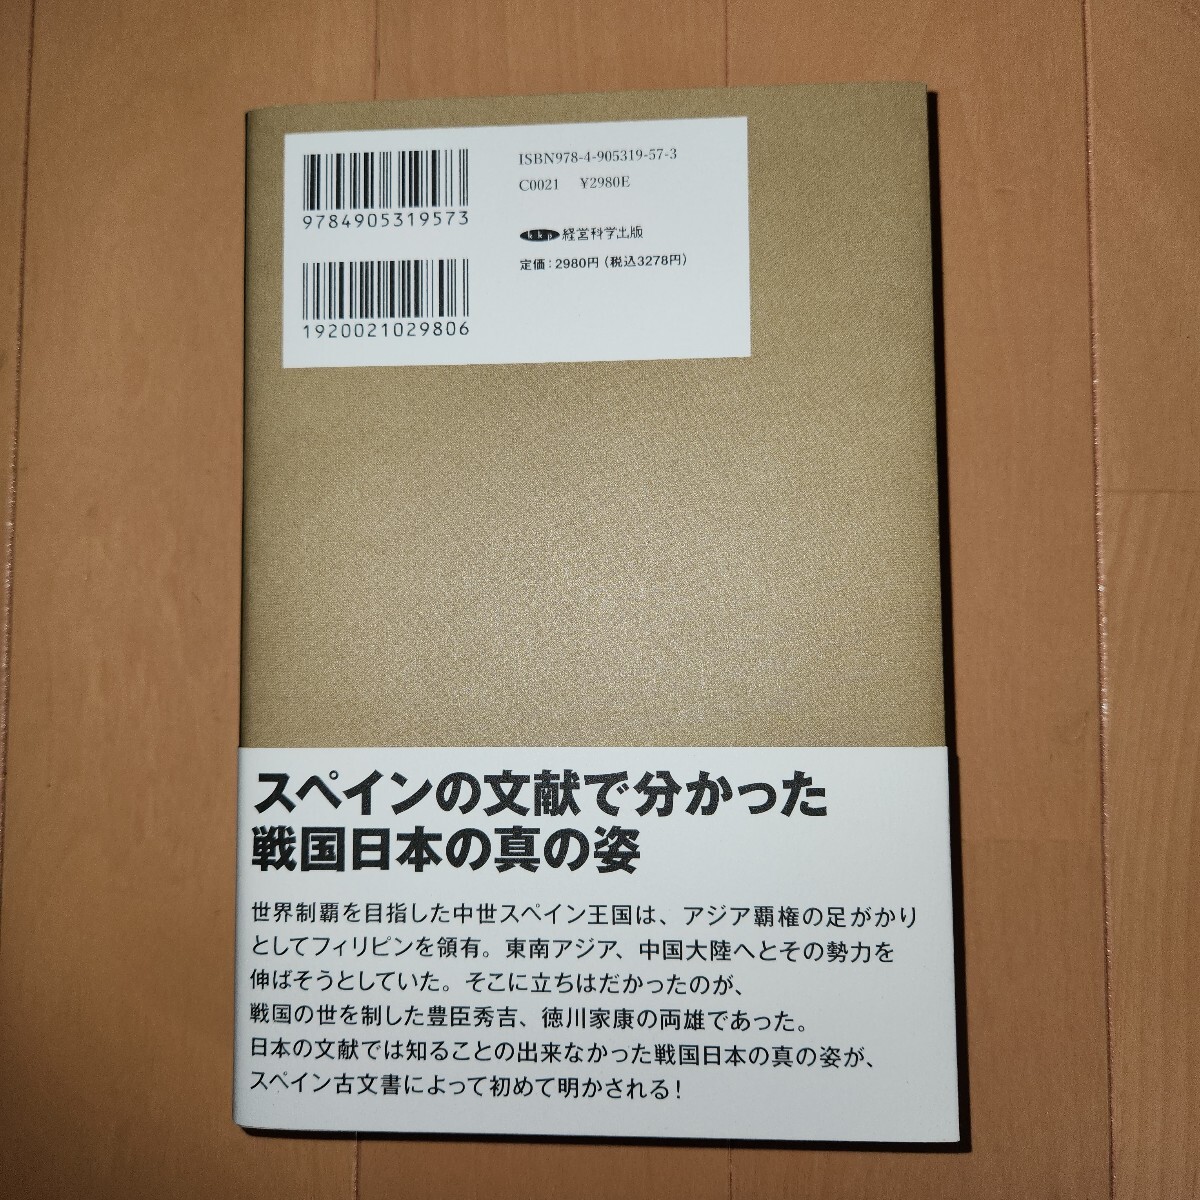 9784905319573
1920021029806
ISBN978-4-905319-57-3
C0021 ¥2980E
kkp 経営科学出版
定価：2980円（税込3278円）
スペインの文献で分かった
戦国日本の真の姿
世界制覇を目指した中世スペイン王国は、アジア覇権の足がかり
としてフィリピンを領有。東南アジア、中国大陸へとその勢力を
伸ばそうとしていた。そこに立ちはだかったのが、
戦国の世を制した豊臣秀吉、徳川家康の両雄であった。
日本の文献では知ることの出来なかった戦国日本の真の姿が、
スペイン古文書によって初めて明かされる！